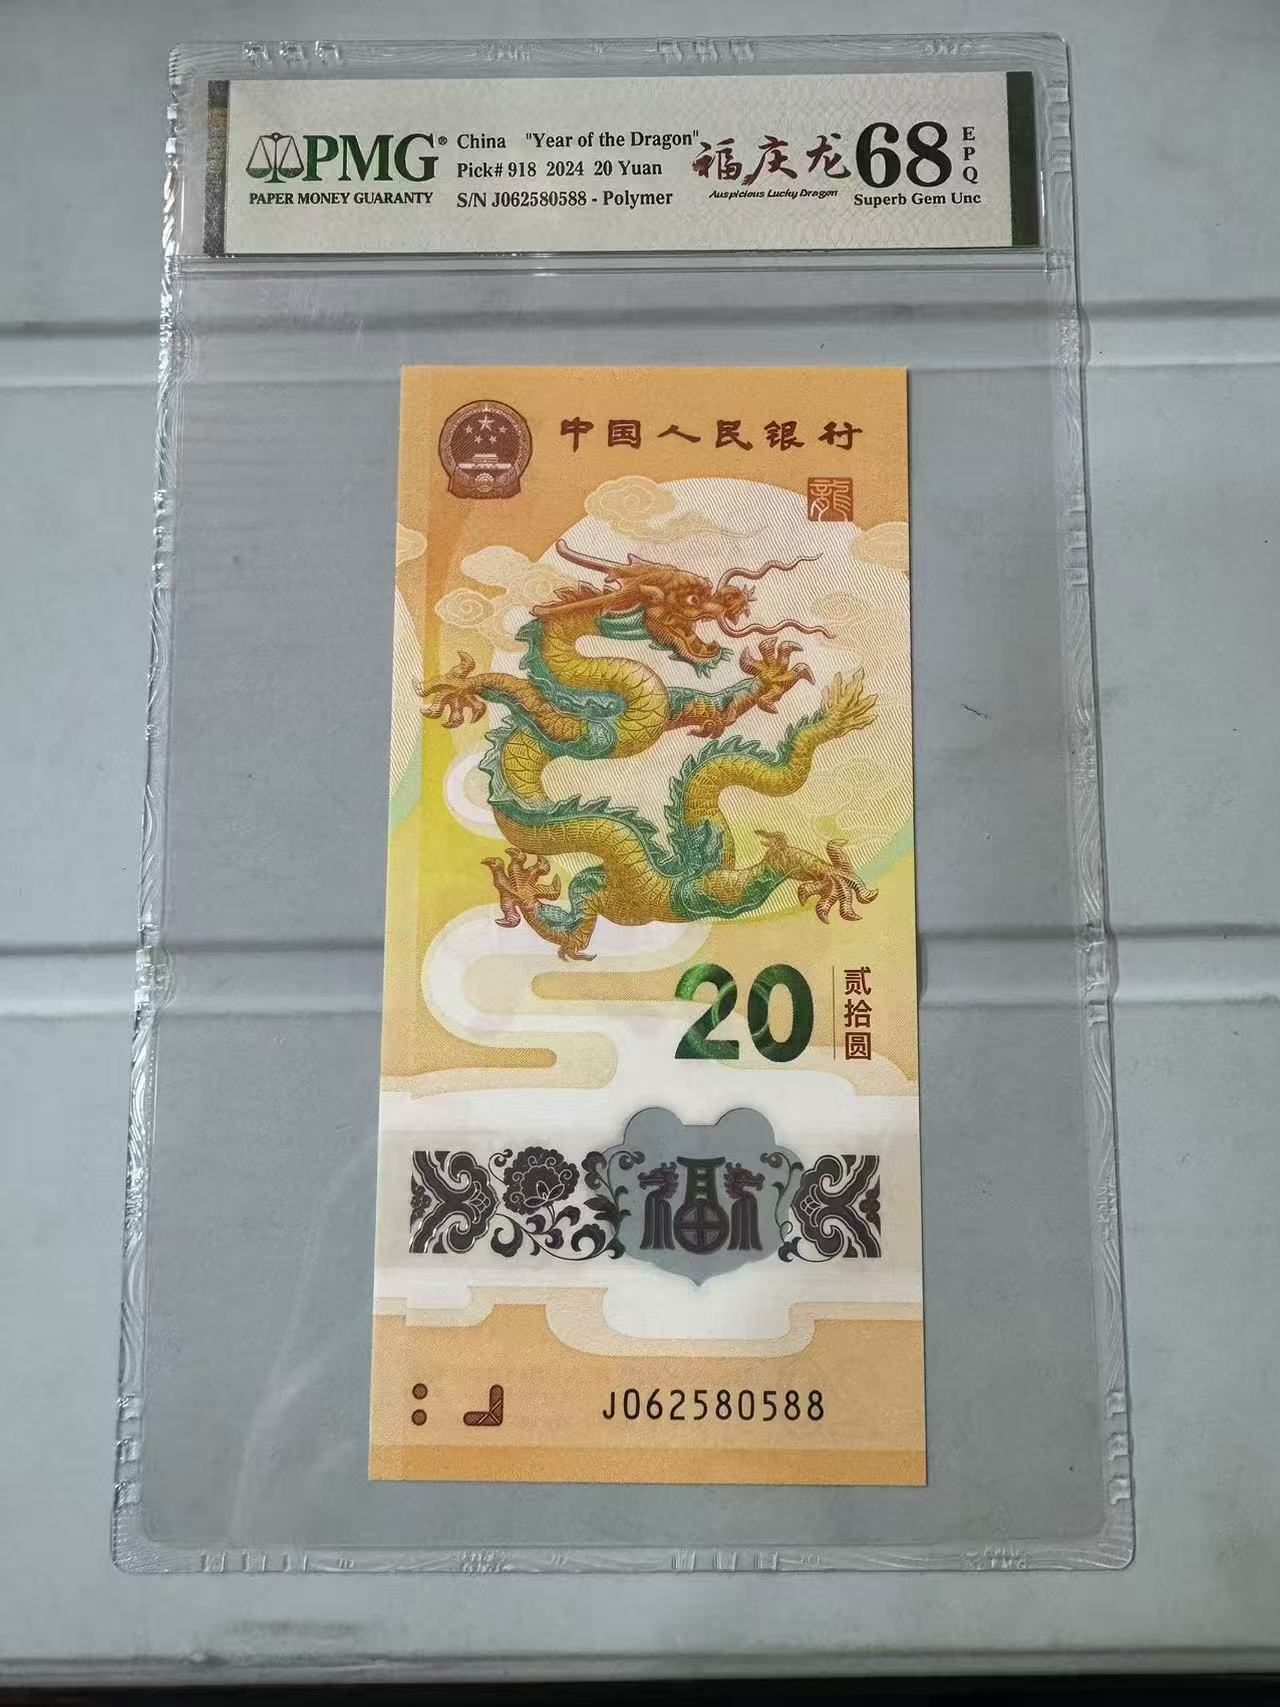 PMG®
PAPER MONEY GUARANTY
China "Year of the Dragon"
Pick# 918 2024 20 Yuan
S/N J062580588 - Polymer
福庆龙
Auspicious Lucky Dragon
68 EPQ
Superb Gem Unc
中国人民银行
龍
20 贰拾圆
福
J062580588